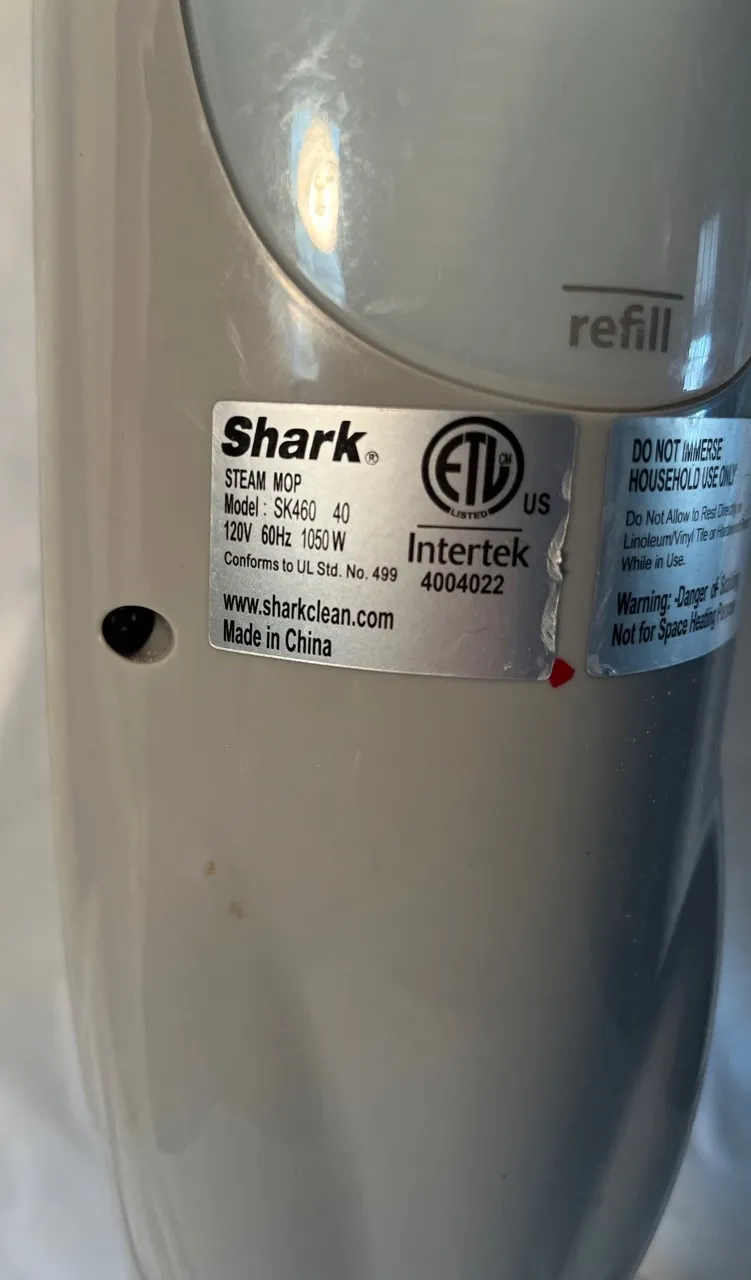 refill
Shark®
STEAM MOP
Model: SK460 40
120V 60Hz 1050W
Conforms to UL Std. No. 499
www.sharkclean.com
Made in China
ETL CM
LISTED
US
Intertek
4004022
DO NOT IMMERSE
HOUSEHOLD USE ONLY
Do Not Allow to Rest
Linoleum/Vinyl Tile or
While in Use.
Warning: -Danger of
Not for Space Heating